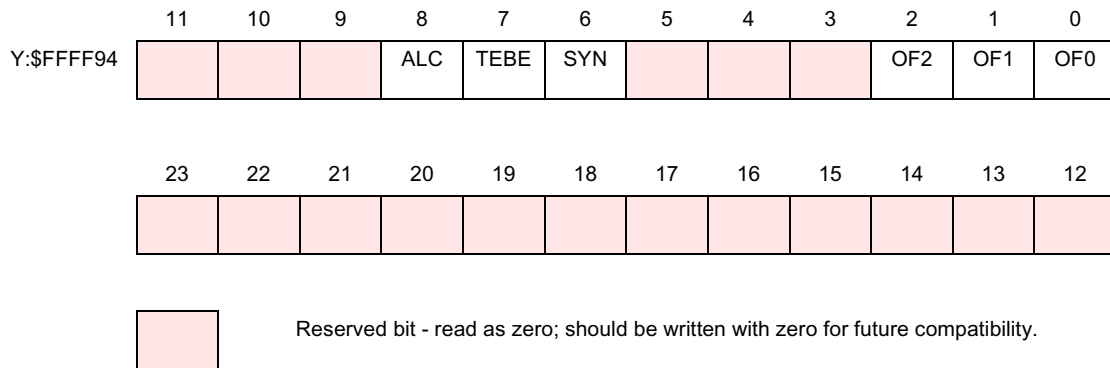 11 10 9 8 7 6 5 4 3 2 1 0
Y:$FFFF94 ALC TEBE SYN OF2 OF1 OF0
23 22 21 20 19 18 17 16 15 14 13 12
Reserved bit - read as zero; should be written with zero for future compatibility.